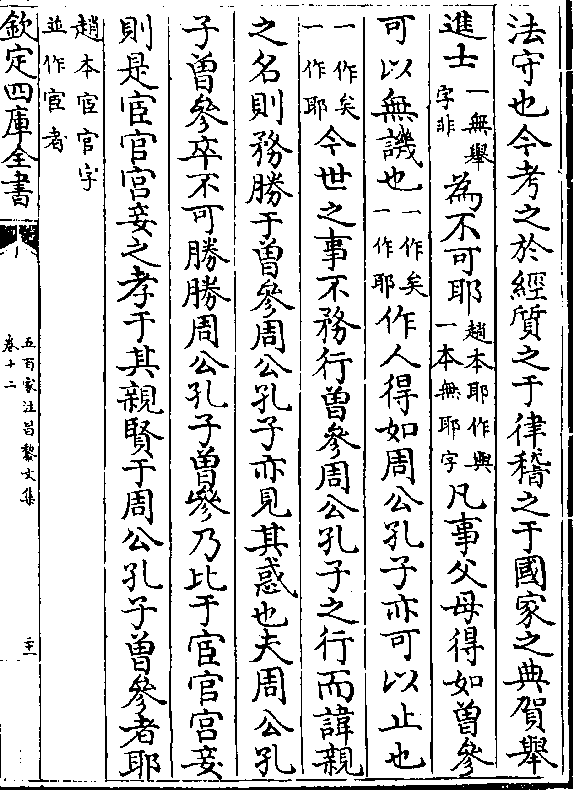 法守也今考之於經質之于律稽之于國家之典賀舉
進士一無舉字非為不可耶趙本耶作與一本無耶字凡事父母得如曾參
可以無譏也一作矣一作耶作人得如周公孔子亦可以止也
一作矣一作耶今世之事不務行曾參周公孔子之行而諱親
之名則務勝于曾參周公孔子亦見其惑也夫周公孔
子曾參卒不可勝勝周公孔子曾參乃比于宦官宮妾
則是宦官宮妾之孝于其親賢于周公孔子曾參者耶
趙本宦官字並作宦者
欽定四庫全書
五百家注昌黎文集
卷十二